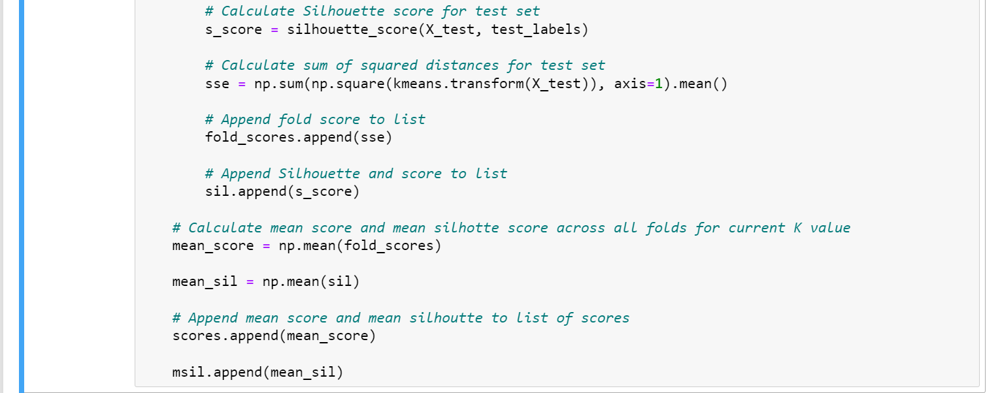 # Calculate Silhouette score for test set
s_score = silhouette_score(X_test, test_labels)
# Calculate sum of squared distances for test set
sse = np.sum(np.square(kmeans.transform(X_test)), axis=1).mean()
# Append fold score to list
fold_scores.append(sse)
# Append Silhouette and score to list
sil.append(s_score)
# Calculate mean score and mean silhotte score across all folds for current K value
mean_score = np.mean(fold_scores)
mean_sil = np.mean(sil)
# Append mean score and mean silhoutte to list of scores
scores.append(mean_score)
msil.append(mean_sil)